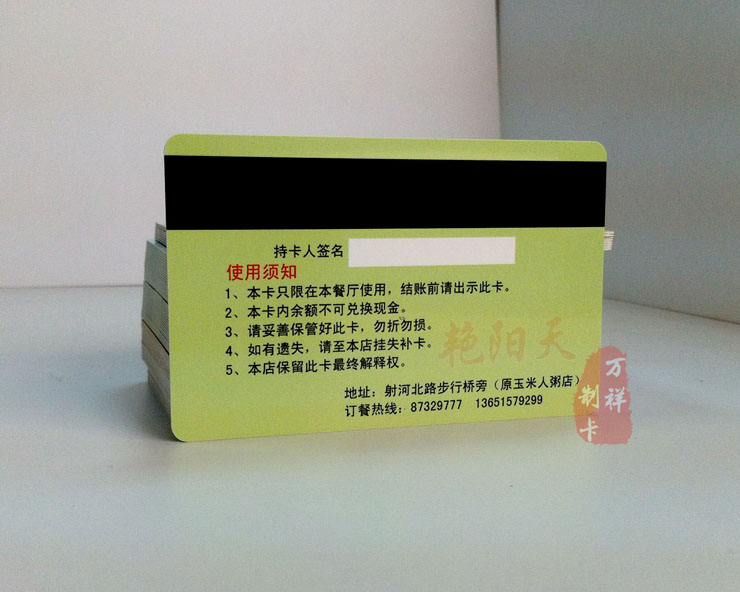 持卡人签名
使用须知
1、本卡只限在本餐厅使用，结账前请出示此卡。
2、本卡内余额不可兑换现金。
3、请妥善保管好此卡，勿折勿损。
4、如有遗失，请至本店挂失补卡。
5、本店保留此卡最终解释权。
艳阳天
地址：射河北路步行桥旁（原玉米人粥店）
订餐热线：87329777 13651579299
万祥
制卡